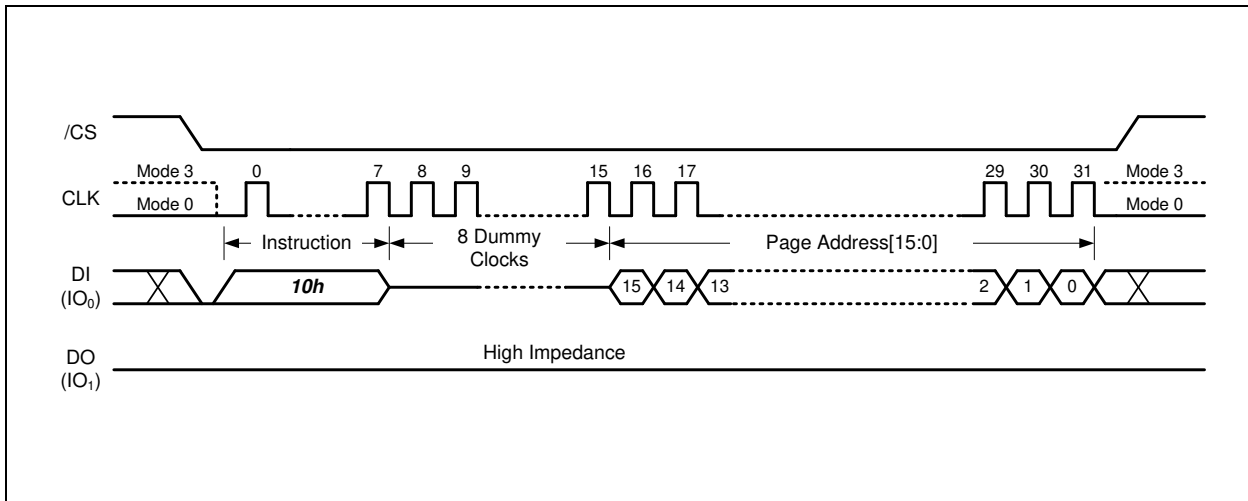 /CS
Mode 3 0 7 8 9 15 16 17 29 30 31 Mode 3
CLK
Mode 0 Mode 0
Instruction 8 Dummy Clocks Page Address[15:0]
DI
(IO₀)
10h 15 14 13 2 1 0
High Impedance
DO
(IO₁)